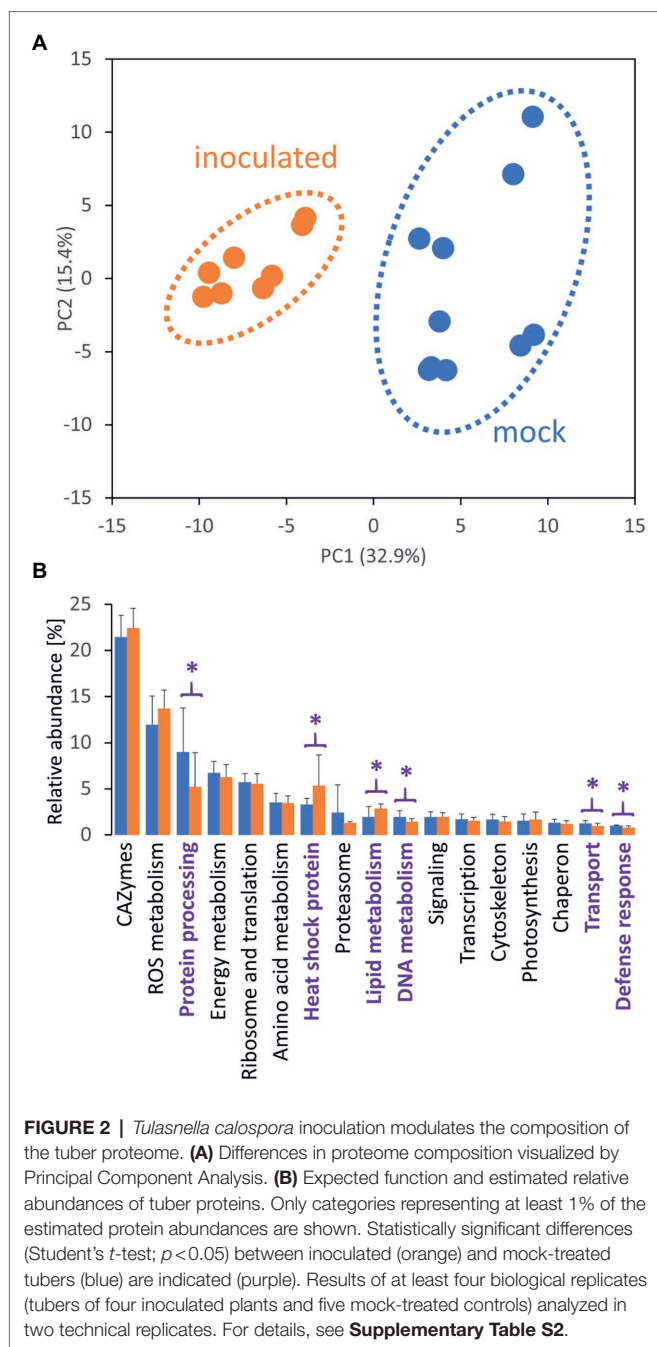 A
15
10
5
0
-5
-10
-15
PC2 (15.4%)
inoculated
mock
-15 -10 -5 0 5 10 15
PC1 (32.9%)
B
25
20
15
10
5
0
Relative abundance [%]
*
*
*
*
*
*
CAZymes
ROS metabolism
Protein processing
Energy metabolism
Ribosome and translation
Amino acid metabolism
Heat shock protein
Proteasome
Lipid metabolism
DNA metabolism
Signaling
Transcription
Cytoskeleton
Photosynthesis
Chaperon
Transport
Defense response
FIGURE 2 | Tulasnella calospora inoculation modulates the composition of
the tuber proteome. (A) Differences in proteome composition visualized by
Principal Component Analysis. (B) Expected function and estimated relative
abundances of tuber proteins. Only categories representing at least 1% of the
estimated protein abundances are shown. Statistically significant differences
(Student's t-test; p<0.05) between inoculated (orange) and mock-treated
tubers (blue) are indicated (purple). Results of at least four biological replicates
(tubers of four inoculated plants and five mock-treated controls) analyzed in
two technical replicates. For details, see Supplementary Table S2.